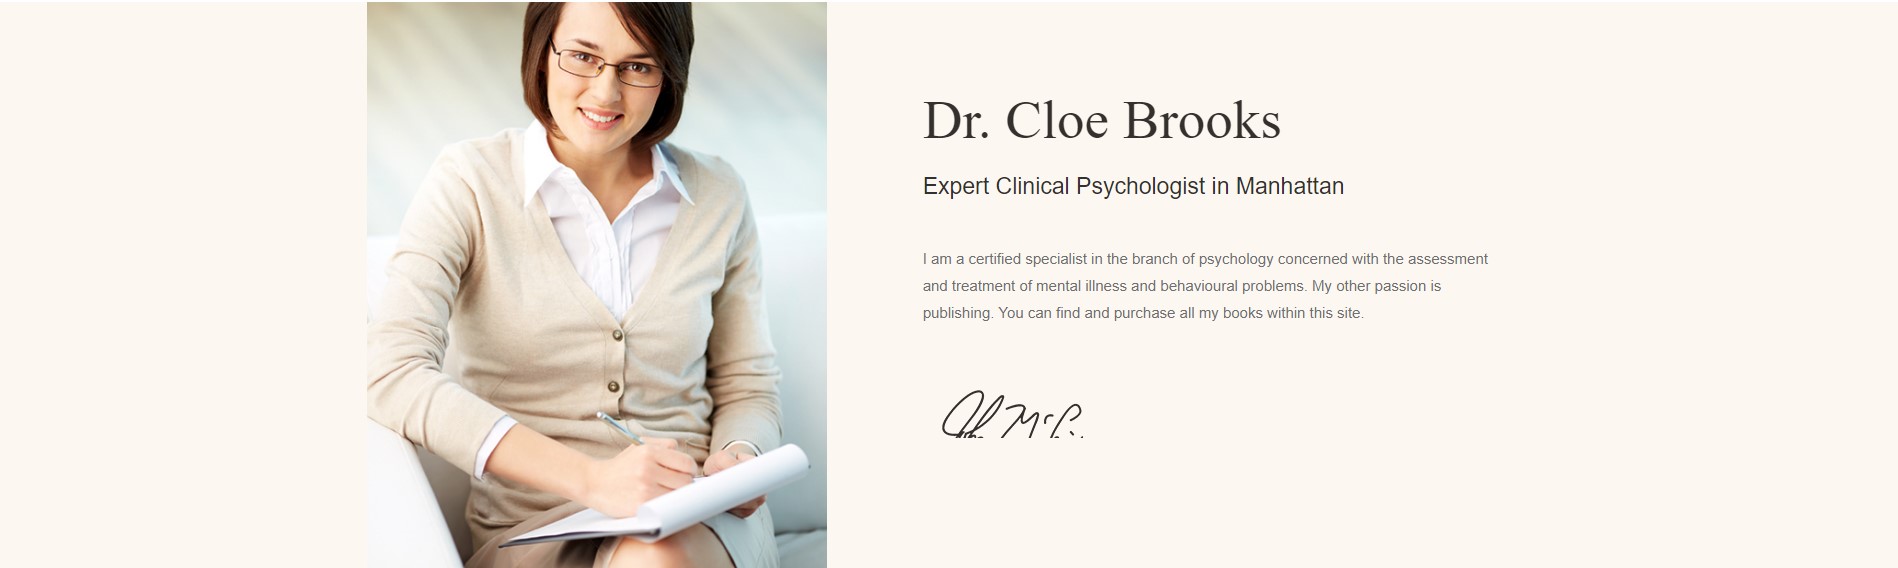 Dr. Cloe Brooks
Expert Clinical Psychologist in Manhattan
I am a certified specialist in the branch of psychology concerned with the assessment
and treatment of mental illness and behavioural problems. My other passion is
publishing. You can find and purchase all my books within this site.